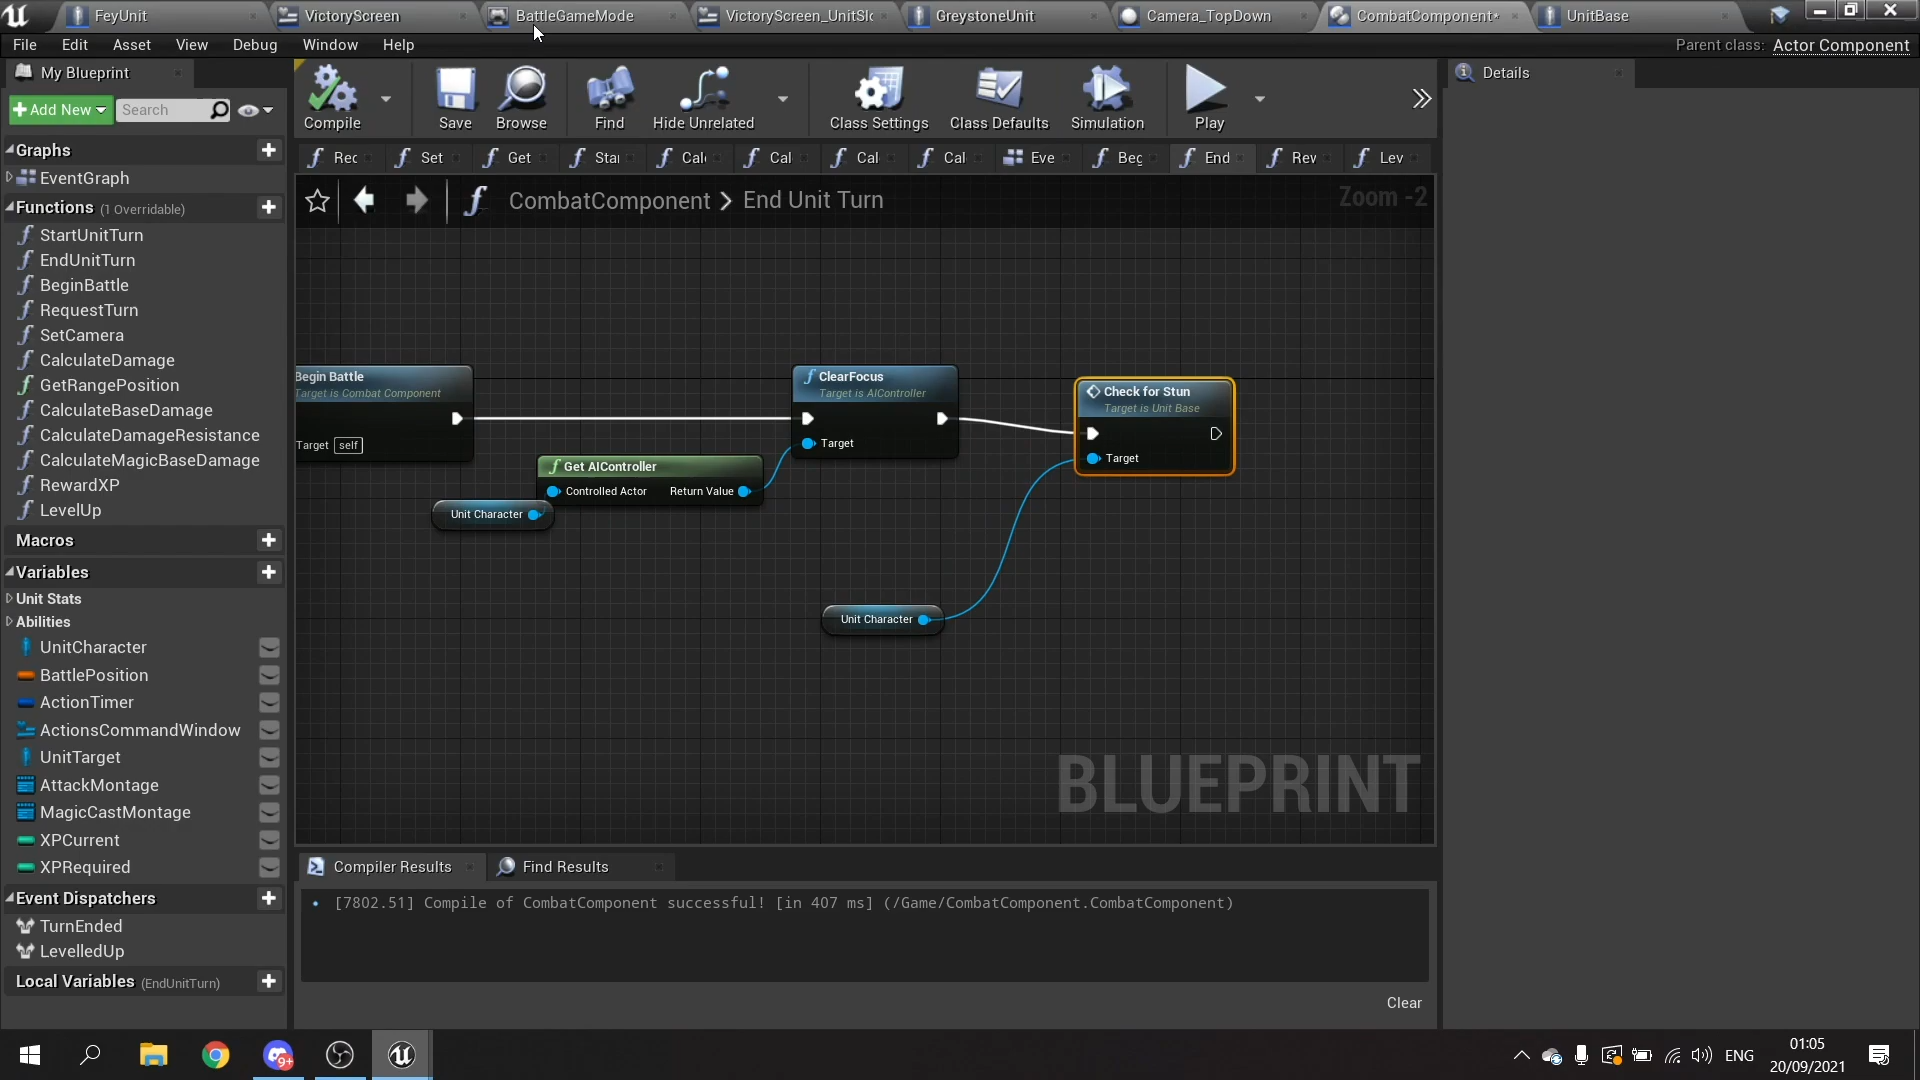 FeyUnit
VictoryScreen
BattleGameMode
VictoryScreen_UnitSlo
GreystoneUnit
Camera_TopDown
CombatComponent*
UnitBase
File Edit Asset View Debug Window Help
Parent class: Actor Component
My Blueprint
Details
Add New
Search
Compile
Save
Browse
Find
Hide Unrelated
Class Settings
Class Defaults
Simulation
Play
Graphs
EventGraph
Functions (1 Overridable)
StartUnitTurn
EndUnitTurn
BeginBattle
RequestTurn
SetCamera
CalculateDamage
GetRangePosition
CalculateBaseDamage
CalculateDamageResistance
CalculateMagicBaseDamage
RewardXP
LevelUp
Macros
Variables
Unit Stats
Abilities
UnitCharacter
BattlePosition
ActionTimer
ActionsCommandWindow
UnitTarget
AttackMontage
MagicCastMontage
XPCurrent
XPRequired
Event Dispatchers
TurnEnded
LevelledUp
Local Variables (EndUnitTurn)
Rec Set Get Sta Cal Cal Cal Cal Eve Beg End Rev Lev
CombatComponent > End Unit Turn
Zoom -2
Begin Battle
Target is Combat Component
Target self
Get AIController
Controlled Actor Return Value
Unit Character
ClearFocus
Target is AIController
Target
Check for Stun
Target is Unit Base
Target
Unit Character
BLUEPRINT
Compiler Results
Find Results
[7802.51] Compile of CombatComponent successful! [in 407 ms] (/Game/CombatComponent.CombatComponent)
Clear
9+
ENG
01:05
20/09/2021